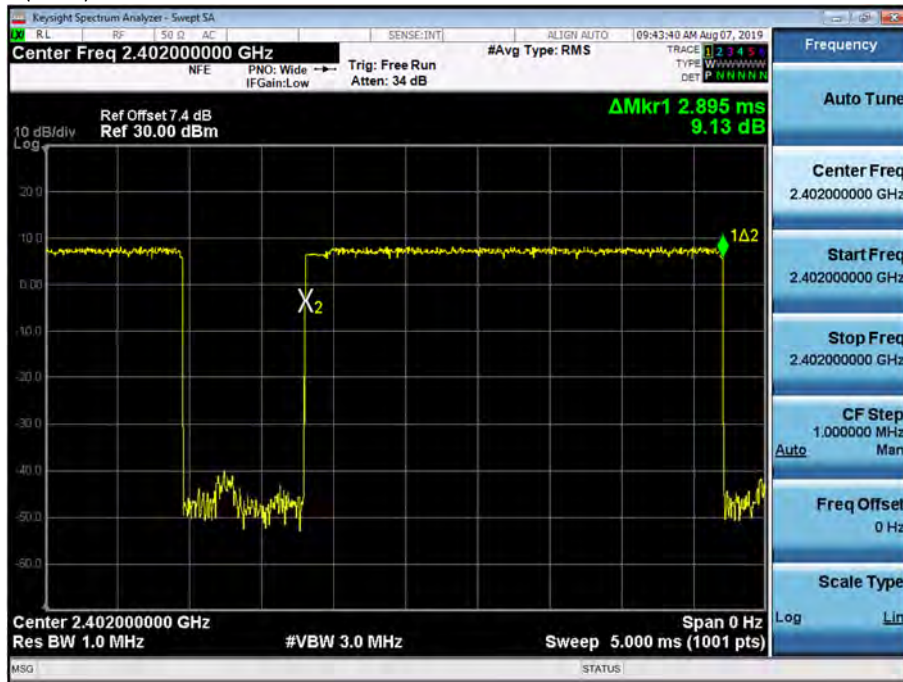 Keysight Spectrum Analyzer - Swept SA
RL RF 50 Ω AC SENSE:INT ALIGN AUTO 09:43:40 AM Aug 07, 2019
Center Freq 2.402000000 GHz
NFE
PNO: Wide
IFGain:Low
Trig: Free Run
Atten: 34 dB
#Avg Type: RMS
TRACE 1 2 3 4 5 6
TYPE WWWWWW
DET P N N N N N
ΔMkr1 2.895 ms
9.13 dB
10 dB/div
Log
Ref Offset 7.4 dB
Ref 30.00 dBm
20.0
10.0
0.00
-10.0
-20.0
-30.0
-40.0
-50.0
-60.0
1Δ2
X2
Center 2.402000000 GHz
Span 0 Hz
Res BW 1.0 MHz
#VBW 3.0 MHz
Sweep 5.000 ms (1001 pts)
MSG
STATUS
Frequency
Auto Tune
Center Freq
2.402000000 GHz
Start Freq
2.402000000 GHz
Stop Freq
2.402000000 GHz
CF Step
1.000000 MHz
Auto Man
Freq Offset
0 Hz
Scale Type
Log Lin